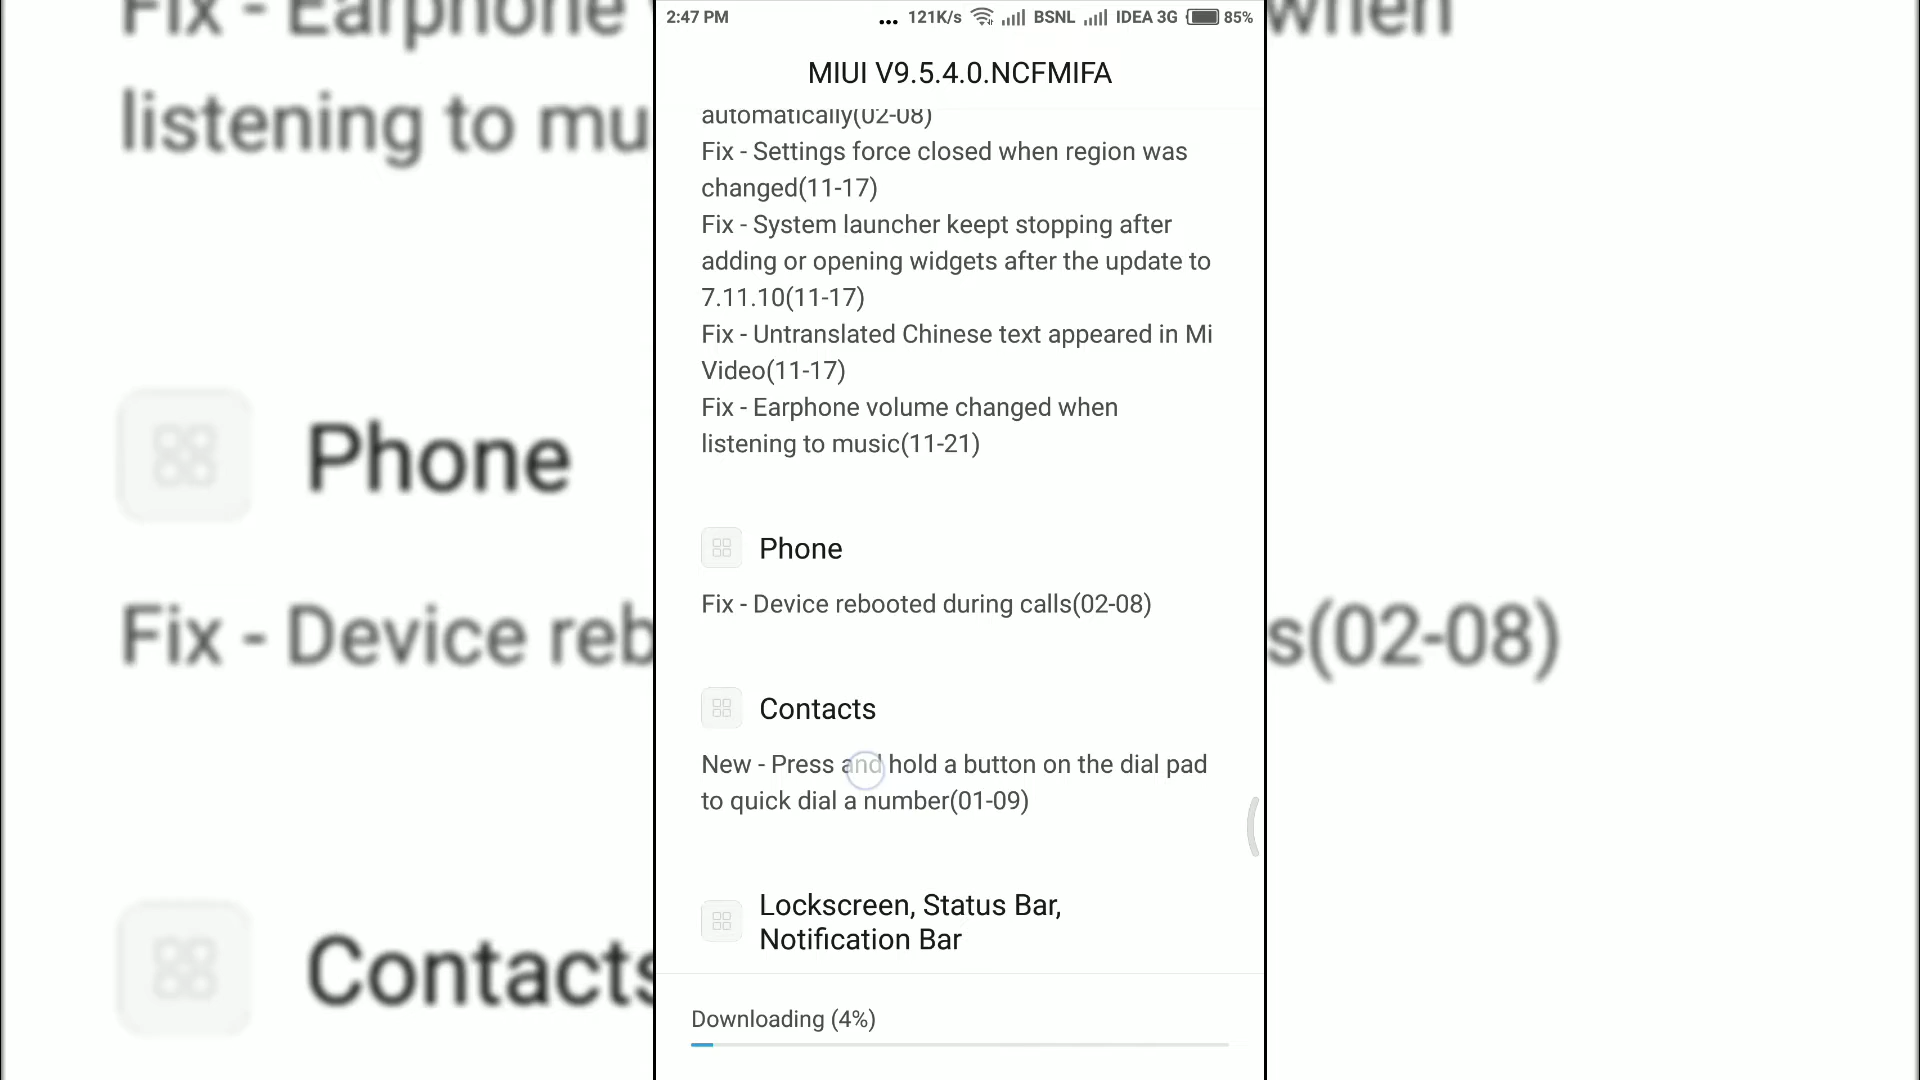 2:47 PM ... 121K/s BSNL IDEA 3G 85%
MIUI V9.5.4.0.NCFMIFA
automatically(02-08)
Fix - Settings force closed when region was
changed(11-17)
Fix - System launcher keept stopping after
adding or opening widgets after the update to
7.11.10(11-17)
Fix - Untranslated Chinese text appeared in Mi
Video(11-17)
Fix - Earphone volume changed when
listening to music(11-21)
Phone
Fix - Device rebooted during calls(02-08)
Contacts
New - Press and hold a button on the dial pad
to quick dial a number(01-09)
Lockscreen, Status Bar,
Notification Bar
Downloading (4%)
Fix - Earphone
when
listening to mu
Phone
Fix - Device reb
s(02-08)
Contacts